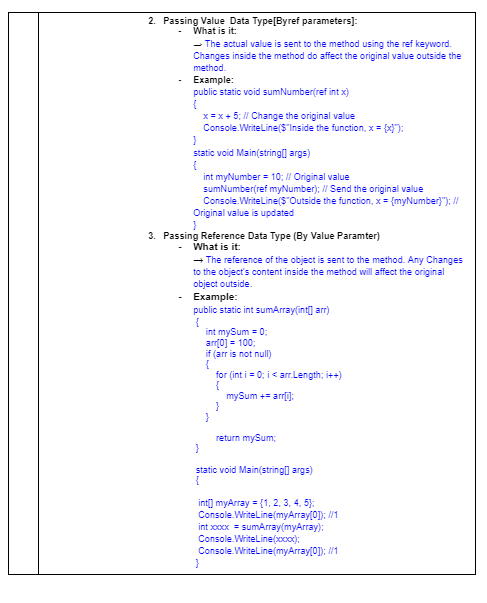 2. Passing Value Data Type[Byref parameters]:
- What is it:
→ The actual value is sent to the method using the ref keyword.
Changes inside the method do affect the original value outside the
method.
- Example:
public static void sumNumber(ref int x)
{
x = x + 5; // Change the original value
Console.WriteLine($"Inside the function, x = {x}");
}
static void Main(string[] args)
{
int myNumber = 10; // Original value
sumNumber(ref myNumber); // Send the original value
Console.WriteLine($"Outside the function, x = {myNumber}"); //
Original value is updated
}
3. Passing Reference Data Type (By Value Paramter)
- What is it:
→ The reference of the object is sent to the method. Any Changes
to the object's content inside the method will affect the original
object outside.
- Example:
public static int sumArray(int[] arr)
{
int mySum = 0;
arr[0] = 100;
if (arr is not null)
{
for (int i = 0; i < arr.Length; i++)
{
mySum += arr[i];
}
}
return mySum;
}
static void Main(string[] args)
{
int[] myArray = {1, 2, 3, 4, 5};
Console.WriteLine(myArray[0]); //1
int xxxx = sumArray(myArray);
Console.WriteLine(xxxx);
Console.WriteLine(myArray[0]); //1
}